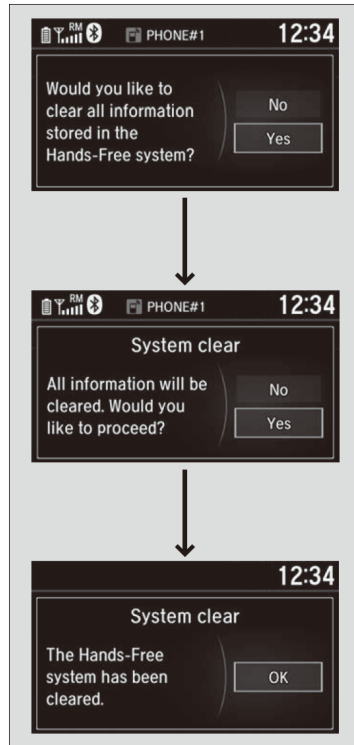 RM PHONE#1 12:34
Would you like to
clear all information
stored in the
Hands-Free system?
No
Yes
RM PHONE#1 12:34
System clear
All information will be
cleared. Would you
like to proceed?
No
Yes
12:34
System clear
The Hands-Free
system has been
cleared.
OK